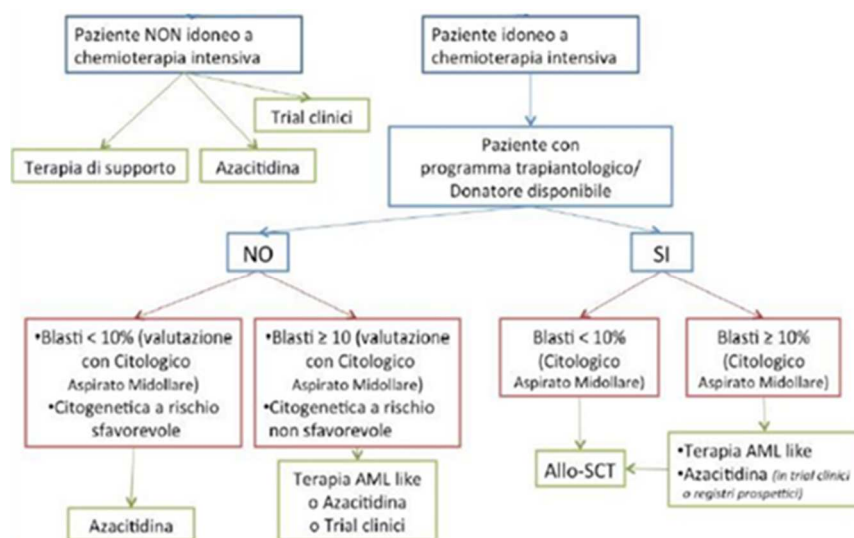 Paziente NON idoneo a
chemioterapia intensiva
Paziente idoneo a
chemioterapia intensiva
Trial clinici
Terapia di supporto
Azacitidina
Paziente con
programma trapiantologico/
Donatore disponibile
NO
SI
•Blasti < 10% (valutazione
con Citologico
Aspirato Midollare)
•Citogenetica a rischio
sfavorevole
•Blasti ≥ 10 (valutazione
con Citologico
Aspirato Midollare)
•Citogenetica a rischio
non sfavorevole
Blasti < 10%
(Citologico
Aspirato Midollare)
Blasti ≥ 10%
(Citologico
Aspirato Midollare)
Azacitidina
Terapia AML like
o Azacitidina
o Trial clinici
Allo-SCT
•Terapia AML like
•Azacitidina (in trial clinici
o registri prospettici)